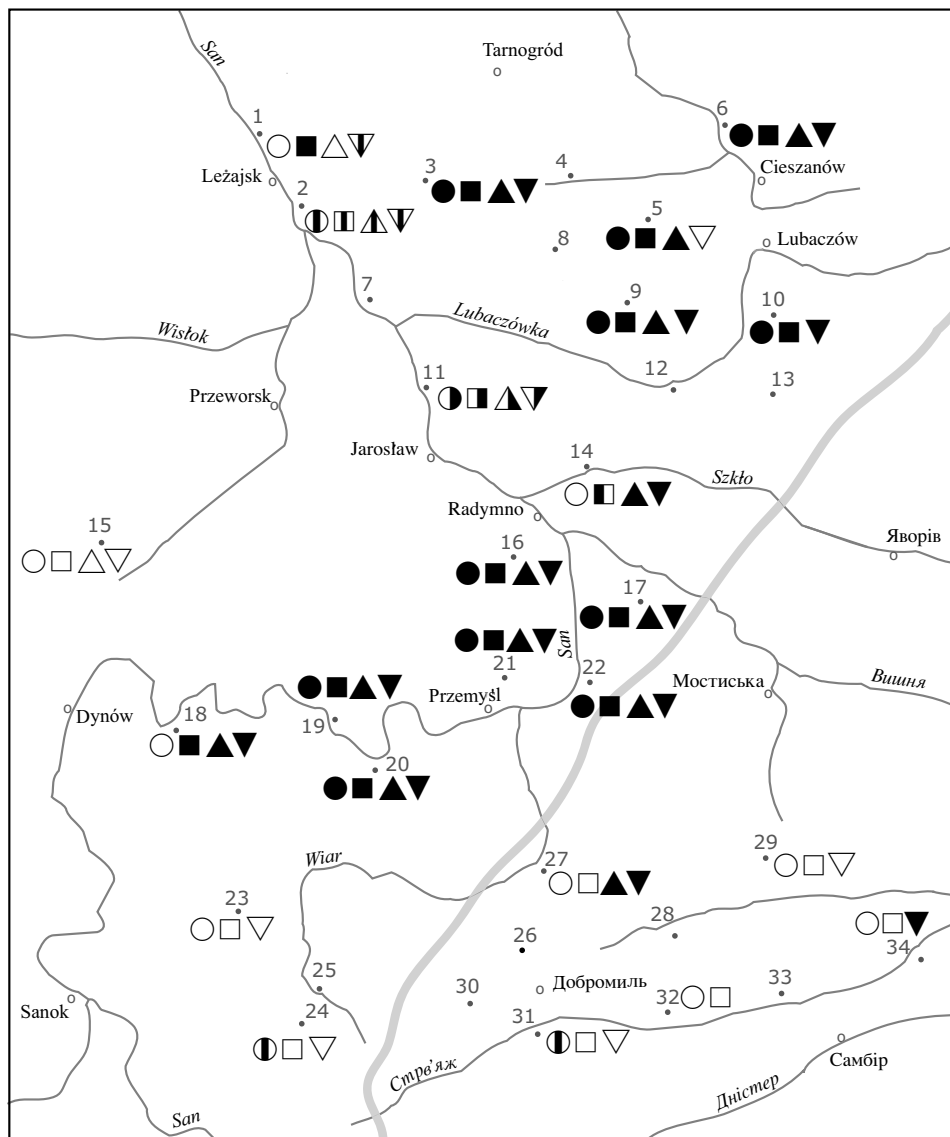 San
Tarnogród
1
6
Leżajsk
3
4
Cieszanów
2
5
8
Lubaczów
7
9
10
Wisłok
Lubaczówka
11
12
13
Przeworsk
Jarosław
14
Szkło
Radymno
15
16
Яворів
17
San
21
22
Мостиська
Вишня
Dynów
18
19
Przemyśl
20
Wiar
27
29
23
26
28
34
25
30
Добромиль
32
33
Sanok
24
31
Стрв'яж
Самбір
Дністер
San